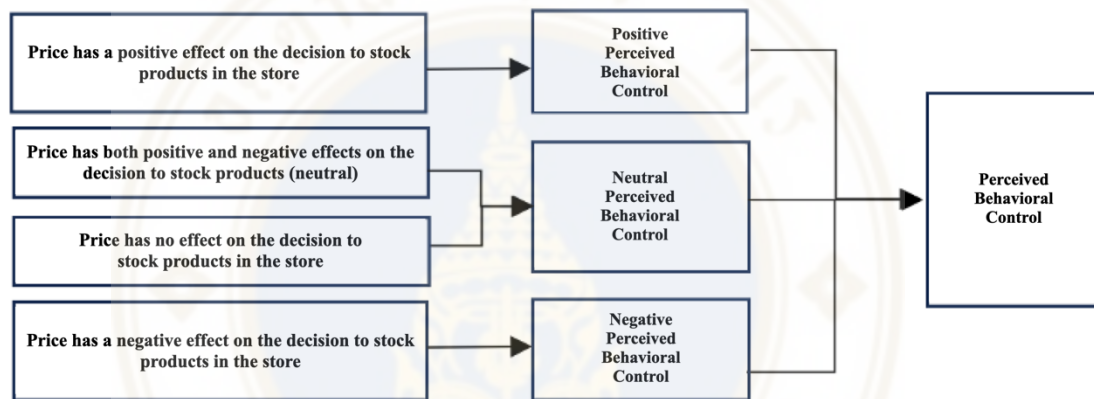 Price has a positive effect on the decision to stock
products in the store
Positive
Perceived
Behavioral
Control
Price has both positive and negative effects on the
decision to stock products (neutral)
Neutral
Perceived
Behavioral
Control
Perceived
Behavioral
Control
Price has no effect on the decision to
stock products in the store
Price has a negative effect on the decision to stock
products in the store
Negative
Perceived
Behavioral
Control